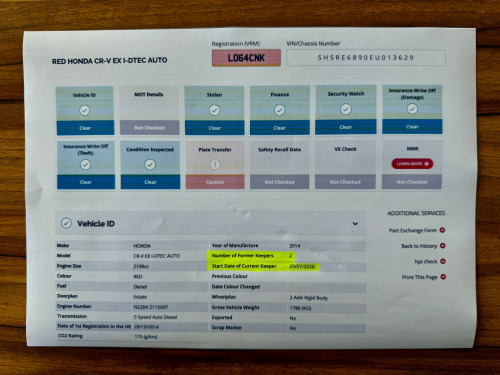 Registration (VRM) VIN/Chassis Number
RED HONDA CR-V EX I-DTEC AUTO LO64CNK SHSRE6890EU013629
Vehicle ID MOT Details Stolen Finance Security Watch Insurance Write Off
(Damage)
Clear Not Checked Clear Clear Clear Clear
Insurance Write Off Condition Inspected Plate Transfer Safety Recall Data V5 Check NMR
(Theft)
LEARN MORE
Clear Clear Caution Not Checked Not Checked Not Checked
Vehicle ID
ADDITIONAL SERVICES
Part Exchange Form
Back to History
hpi check
Print This Page
Make HONDA Year of Manufacture 2014
Model CR-V EX I-DTEC AUTO Number of Former Keepers 2
Engine Size 2199cc Start Date of Current Keeper 29/07/2020
Colour RED Previous Colour
Fuel Diesel Date Colour Changed
Doorplan Estate Wheelplan 2 Axle Rigid Body
Engine Number N22B4 2115007 Gross Vehicle Weight 1786 (KG)
Transmission 5 Speed Auto Diesel Exported No
Date of 1st Registration in the UK 28/10/2014 Scrap Marker No
CO2 Rating 175 (g/km)